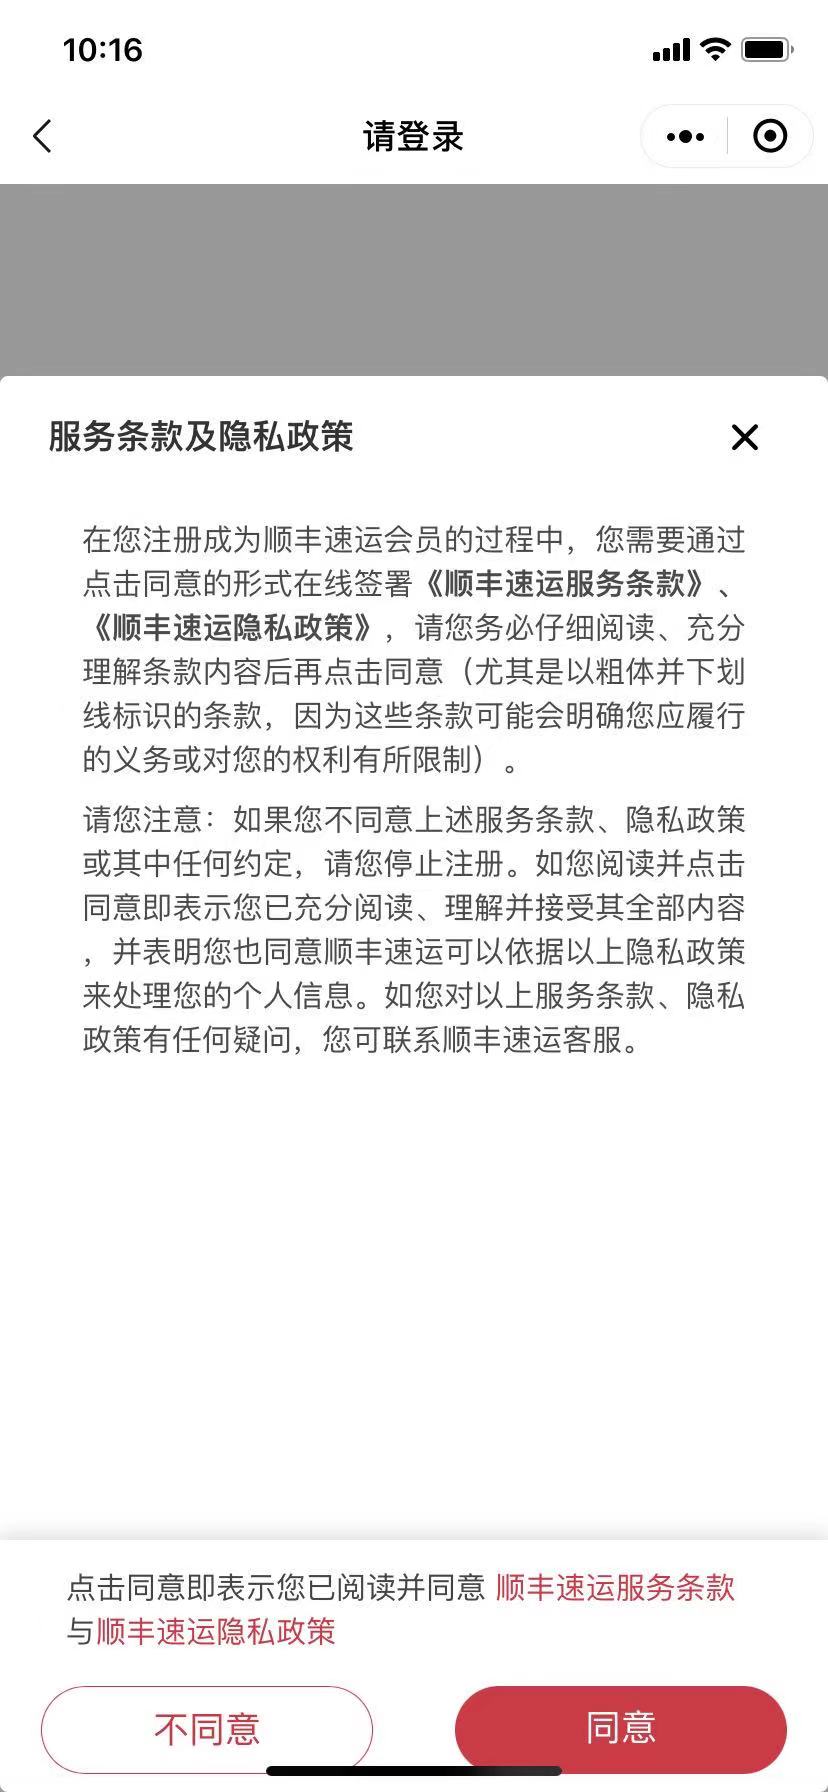 10:16
请登录
服务条款及隐私政策
在您注册成为顺丰速运会员的过程中，您需要通过
点击同意的形式在线签署《顺丰速运服务条款》、
《顺丰速运隐私政策》，请您务必仔细阅读、充分
理解条款内容后再点击同意（尤其是以粗体并下划
线标识的条款，因为这些条款可能会明确您应履行
的义务或对您的权利有所限制）。
请您注意：如果您不同意上述服务条款、隐私政策
或其中任何约定，请您停止注册。如您阅读并点击
同意即表示您已充分阅读、理解并接受其全部内容
，并表明您也同意顺丰速运可以依据以上隐私政策
来处理您的个人信息。如您对以上服务条款、隐私
政策有任何疑问，您可联系顺丰速运客服。
点击同意即表示您已阅读并同意 顺丰速运服务条款
与顺丰速运隐私政策
不同意
同意